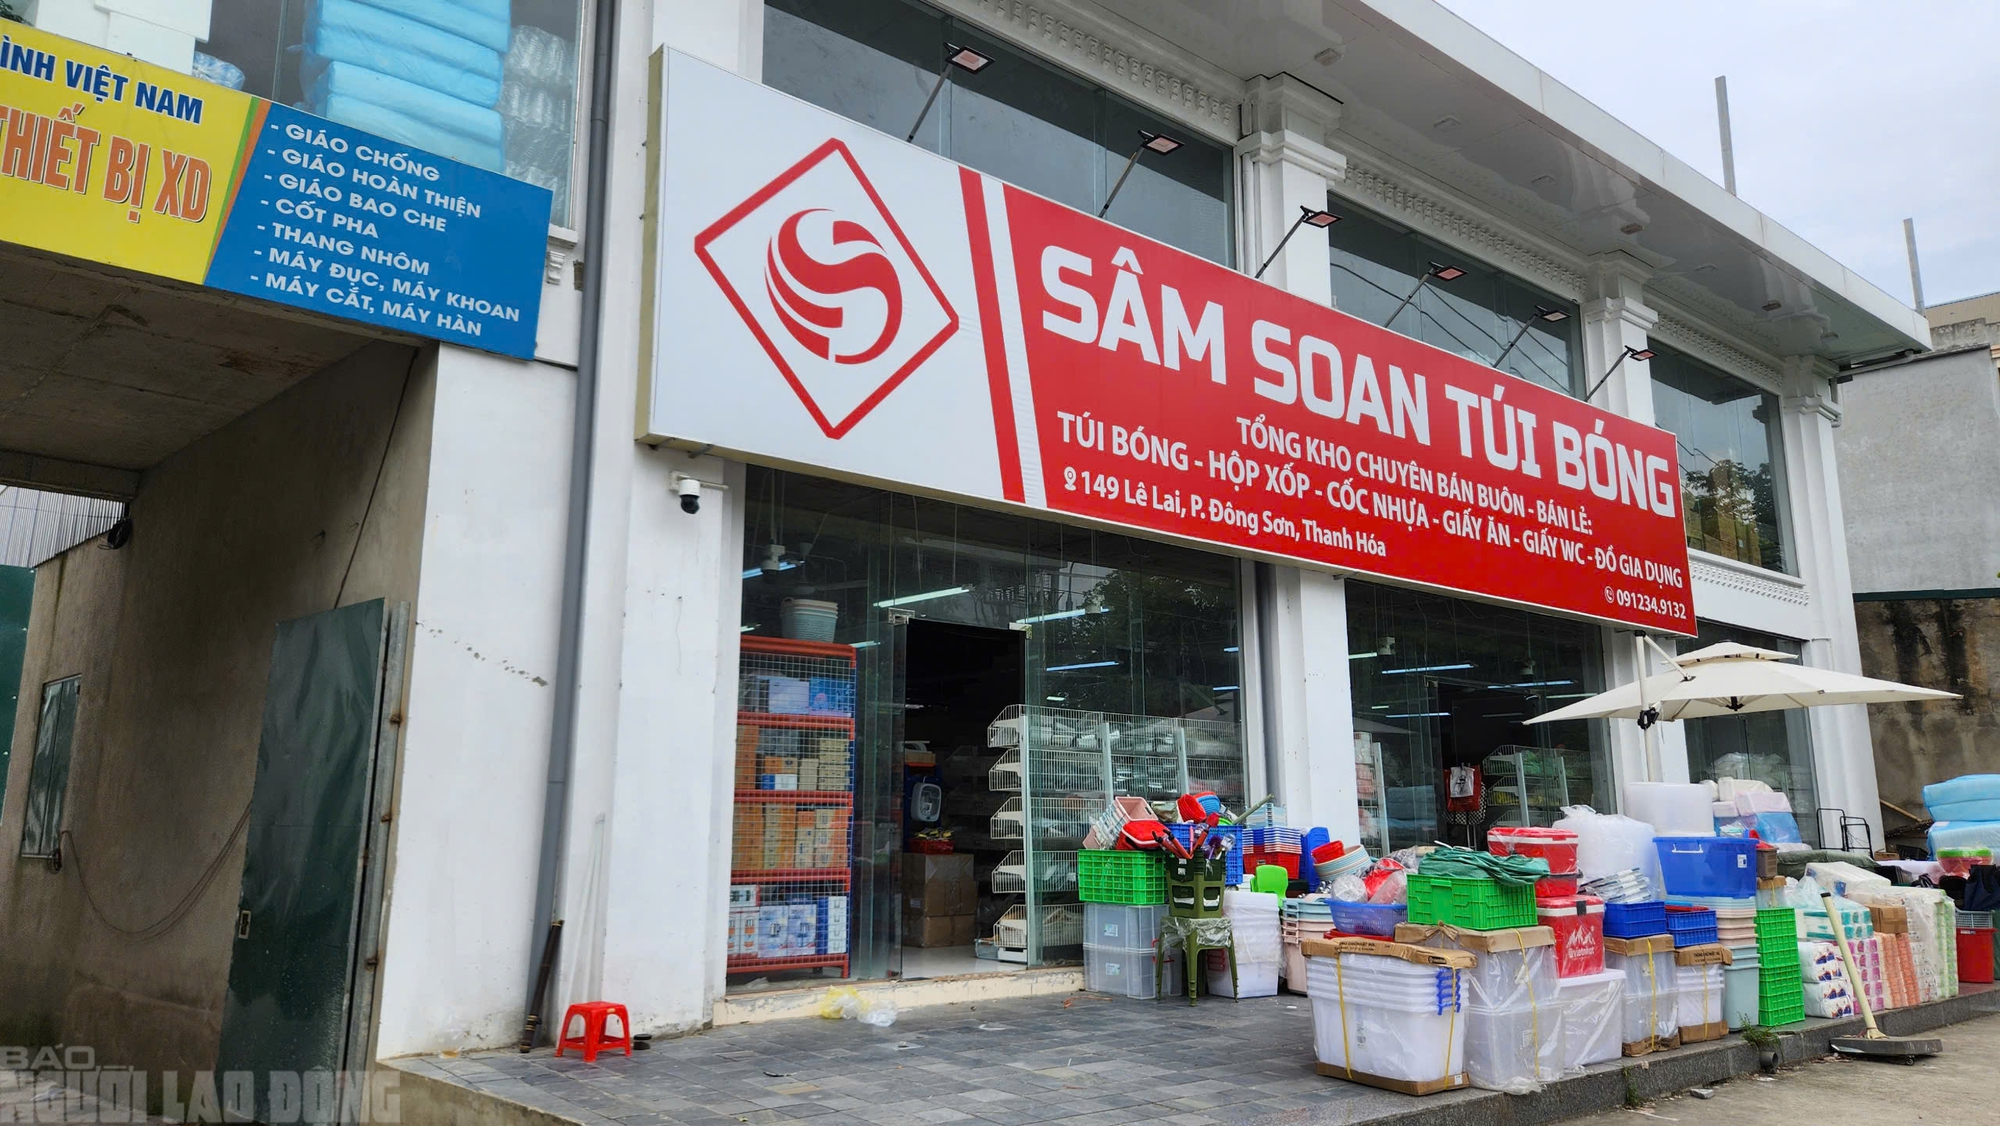 ÌNH VIỆT NAM
THIẾT BỊ XD
- GIÁO CHỐNG
- GIÁO HOÀN THIỆN
- GIÁO BAO CHE
- CỐT PHA
- THANG NHÔM
- MÁY ĐỤC, MÁY KHOAN
- MÁY CẮT, MÁY HÀN
SÂM SOAN TÚI BÓNG
TỔNG KHO CHUYÊN BÁN BUÔN - BÁN LẺ:
TÚI BÓNG - HỘP XỐP - CỐC NHỰA - GIẤY ĂN - GIẤY WC - ĐỒ GIA DỤNG
149 Lê Lai, P. Đông Sơn, Thanh Hóa
091234.9132
BÁO
NGƯỜI LAO ĐỘNG